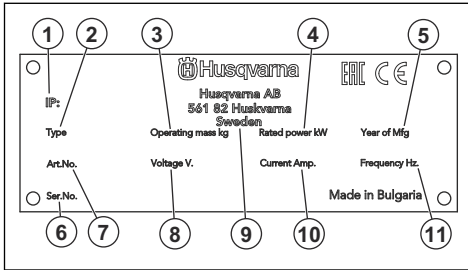 1 2 3 4 5
Husqvarna EAC CE
Husqvarna AB
IP: 561 82 Huskvarna
Sweden
Type Operating mass kg Rated power kW Year of Mfg
Art.No. Voltage V. Current Amp. Frequency Hz.
Ser.No. Made in Bulgaria
6 7 8 9 10 11